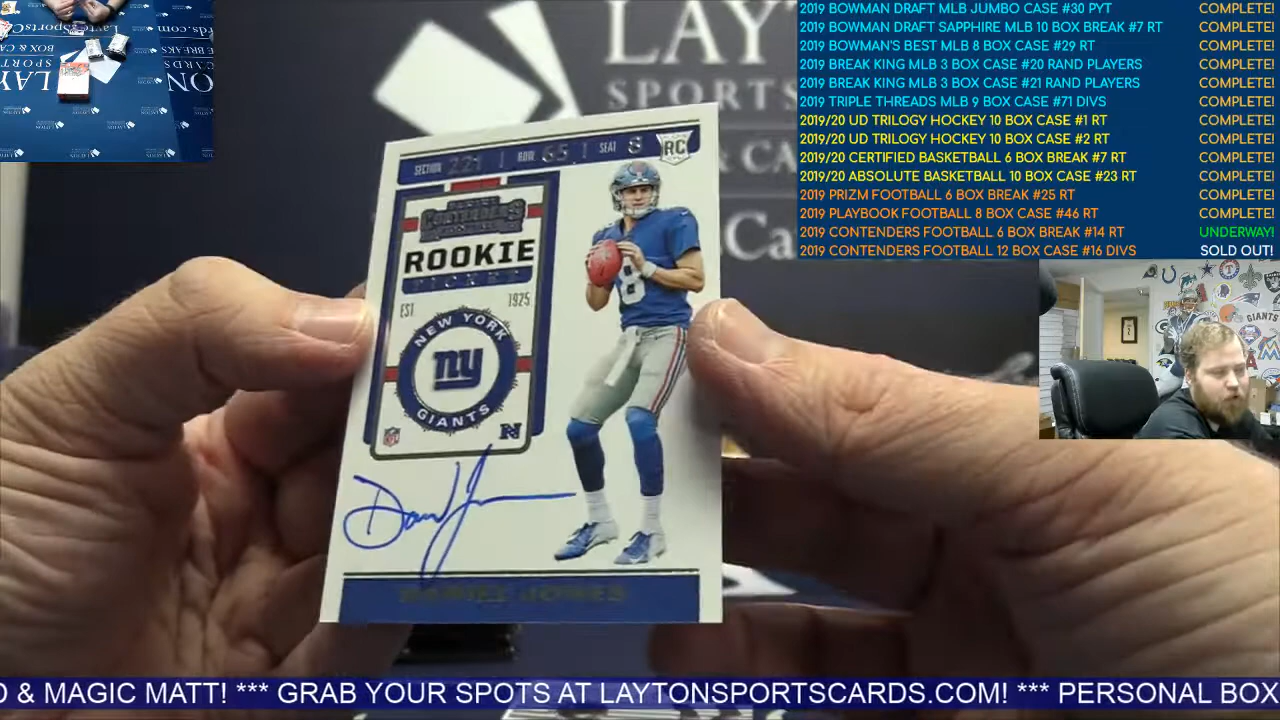 2019 BOWMAN DRAFT MLB JUMBO CASE #30 PYT COMPLETE!
2019 BOWMAN DRAFT SAPPHIRE MLB 10 BOX BREAK #7 RT COMPLETE!
2019 BOWMAN'S BEST MLB 8 BOX CASE #29 RT COMPLETE!
2019 BREAK KING MLB 3 BOX CASE #20 RAND PLAYERS COMPLETE!
2019 BREAK KING MLB 3 BOX CASE #21 RAND PLAYERS COMPLETE!
2019 TRIPLE THREADS MLB 9 BOX CASE #71 DIVS COMPLETE!
2019/20 UD TRILOGY HOCKEY 10 BOX CASE #1 RT COMPLETE!
2019/20 UD TRILOGY HOCKEY 10 BOX CASE #2 RT COMPLETE!
2019/20 CERTIFIED BASKETBALL 6 BOX BREAK #7 RT COMPLETE!
2019/20 ABSOLUTE BASKETBALL 10 BOX CASE #23 RT COMPLETE!
2019 PRIZM FOOTBALL 6 BOX BREAK #25 RT COMPLETE!
2019 PLAYBOOK FOOTBALL 8 BOX CASE #46 RT COMPLETE!
2019 CONTENDERS FOOTBALL 6 BOX BREAK #14 RT UNDERWAY!
2019 CONTENDERS FOOTBALL 12 BOX CASE #16 DIVS SOLD OUT!
LAY
SPORTS
SECTION 221 | ROW 65 | SEAT 8 RC
CONTENDERS
ROOKIE
TICKET
EST 1925
NEW YORK
ny
GIANTS
NFL N
8
DANIEL JONES
GIANTS
D & MAGIC MATT! *** GRAB YOUR SPOTS AT LAYTONSPORTSCARDS.COM! *** PERSONAL BOX